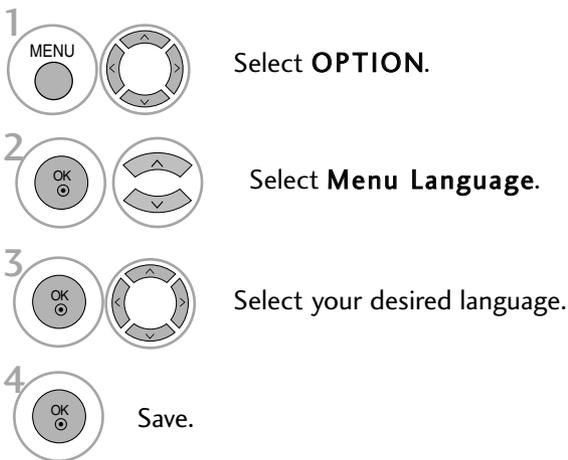 1
MENU
Select OPTION.
2
OK
Select Menu Language.
3
OK
Select your desired language.
4
OK
Save.